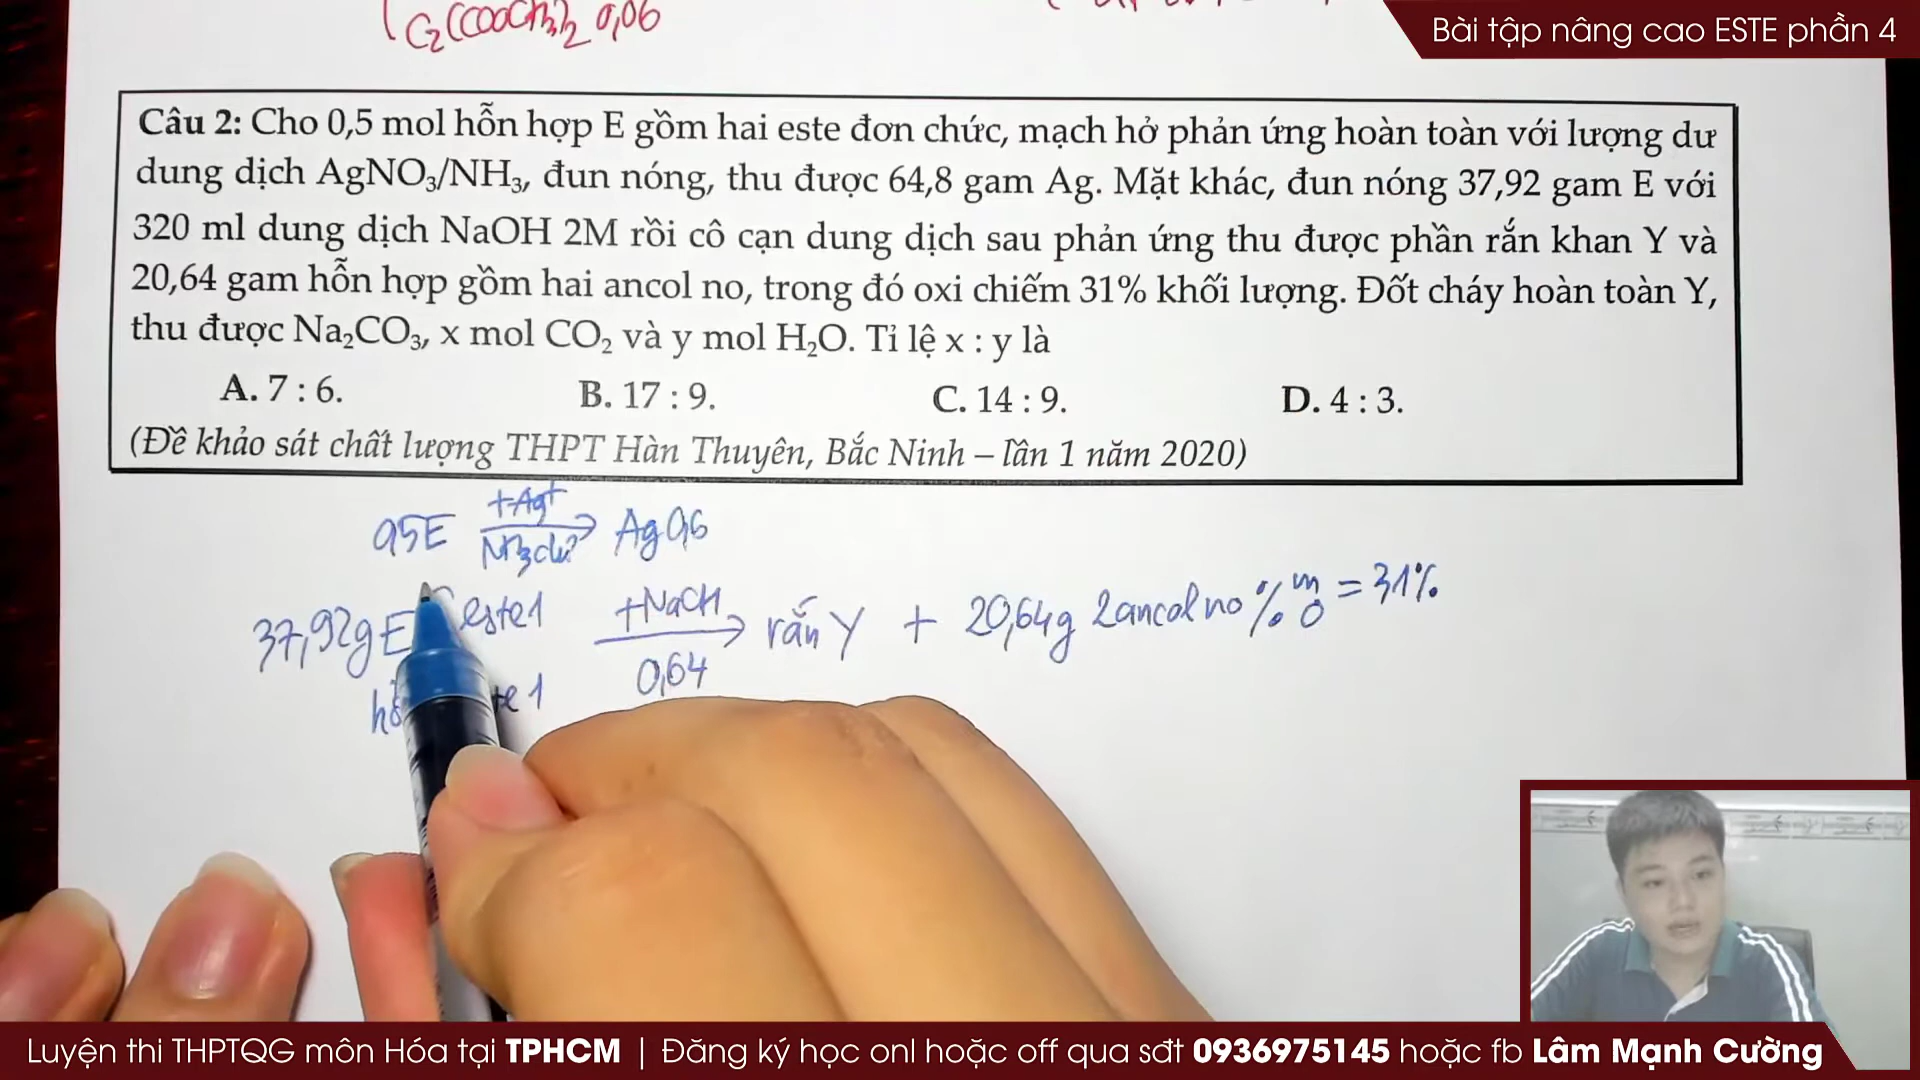 C₂(COOCH₃)₂ 0,06
Bài tập nâng cao ESTE phần 4
Câu 2: Cho 0,5 mol hỗn hợp E gồm hai este đơn chức, mạch hở phản ứng hoàn toàn với lượng dư
dung dịch AgNO₃/NH₃, đun nóng, thu được 64,8 gam Ag. Mặt khác, đun nóng 37,92 gam E với
320 ml dung dịch NaOH 2M rồi cô cạn dung dịch sau phản ứng thu được phần rắn khan Y và
20,64 gam hỗn hợp gồm hai ancol no, trong đó oxi chiếm 31% khối lượng. Đốt cháy hoàn toàn Y,
thu được Na₂CO₃, x mol CO₂ và y mol H₂O. Tỉ lệ x : y là
A. 7 : 6. B. 17 : 9. C. 14 : 9. D. 4 : 3.
(Đề khảo sát chất lượng THPT Hàn Thuyên, Bắc Ninh – lần 1 năm 2020)
0,5E +Ag⁺ NH₃ dư Ag 0,6
37,92g E este1 +NaOH 0,64 rắn Y + 20,64g 2ancol no %mO = 31%
1
Luyện thi THPTQG môn Hóa tại TPHCM | Đăng ký học onl hoặc off qua sđt 0936975145 hoặc fb Lâm Mạnh Cường